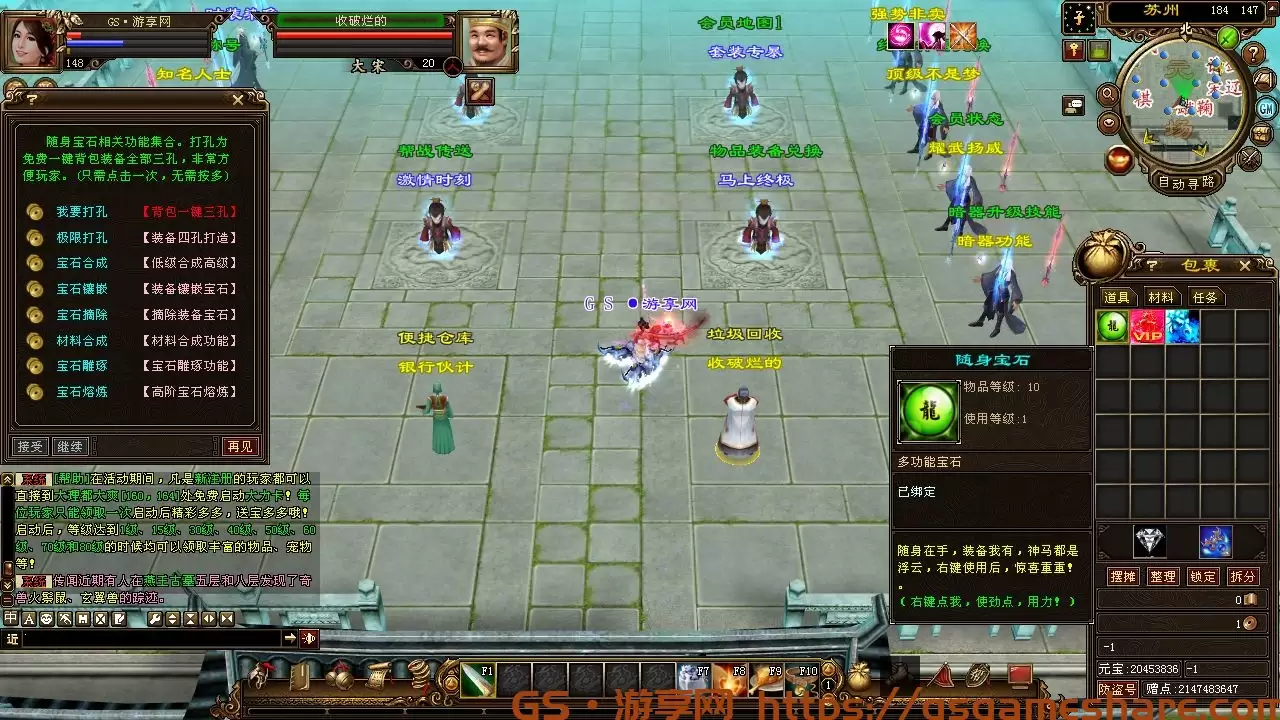 GS·游享网
148
知名人士
收破烂的
大宋
20
会员地图1
套装专暴
强势非卖
顶级不是梦
会员状态
耀武扬威
暗器升级技能
暗器功能
苏州
184 147
北
自动寻路
帮战传送
激情时刻
物品装备兑换
马上终极
GS●游享网
便捷仓库
银行伙计
垃圾回收
收破烂的
?
随身宝石相关功能集合。打孔为
免费一键背包装备全部三孔，非常方
便玩家。(只需点击一次，无需按多)
我要打孔 【背包一键三孔】
极限打孔 【装备四孔打造】
宝石合成 【低级合成高级】
宝石镶嵌 【装备镶嵌宝石】
宝石摘除 【摘除装备宝石】
材料合成 【材料合成功能】
宝石雕琢 【宝石雕琢功能】
宝石熔炼 【高阶宝石熔炼】
接受 继续 再见
系统 [帮助]在活动期间，凡是新注册的玩家都可以
直接到大理都大爽[160, 164]处免费启动大力卡！每
位玩家只能领取一次启动后精彩多多，送宝多多哦！
启动后，等级达到1级、15级、30级、40级、50级、60
级、70级和80级的时候均可以领取丰富的物品、宠物
等！
系统 传闻近期有人在燕王古墓五层和八层发现了奇
兽火影鼠、玄翼兽的踪迹。
近
F1 F7 F8 F9 F10
? 包裹
道具 材料 任务
龍 VIP
随身宝石
龍
物品等级: 10
使用等级:1
多功能宝石
已绑定
随身在手，装备我有，神马都是
浮云，右键使用后，惊喜重重！
。
（右键点我，使劲点，用力！）
摆摊 整理 锁定 拆分
0
1
-1
元宝:20453836 -1
防盗号 赠点:2147483647
GS·游享网 https://gsgameshare.com